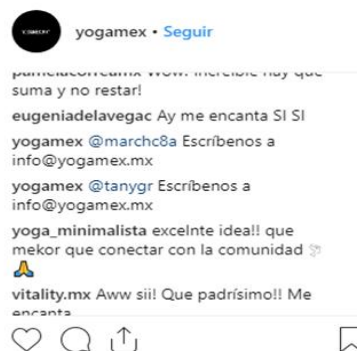 yogamex • Seguir
suma y no restar!
eugeniadelavegac Ay me encanta SI SI
yogamex @marchc8a Escríbenos a
info@yogamex.mx
yogamex @tanygr Escríbenos a
info@yogamex.mx
yoga_minimalista excelnte idea!! que
mekor que conectar con la comunidad 🕊
🙏
vitality.mx Aww sii! Que padrísimo!! Me
encanta